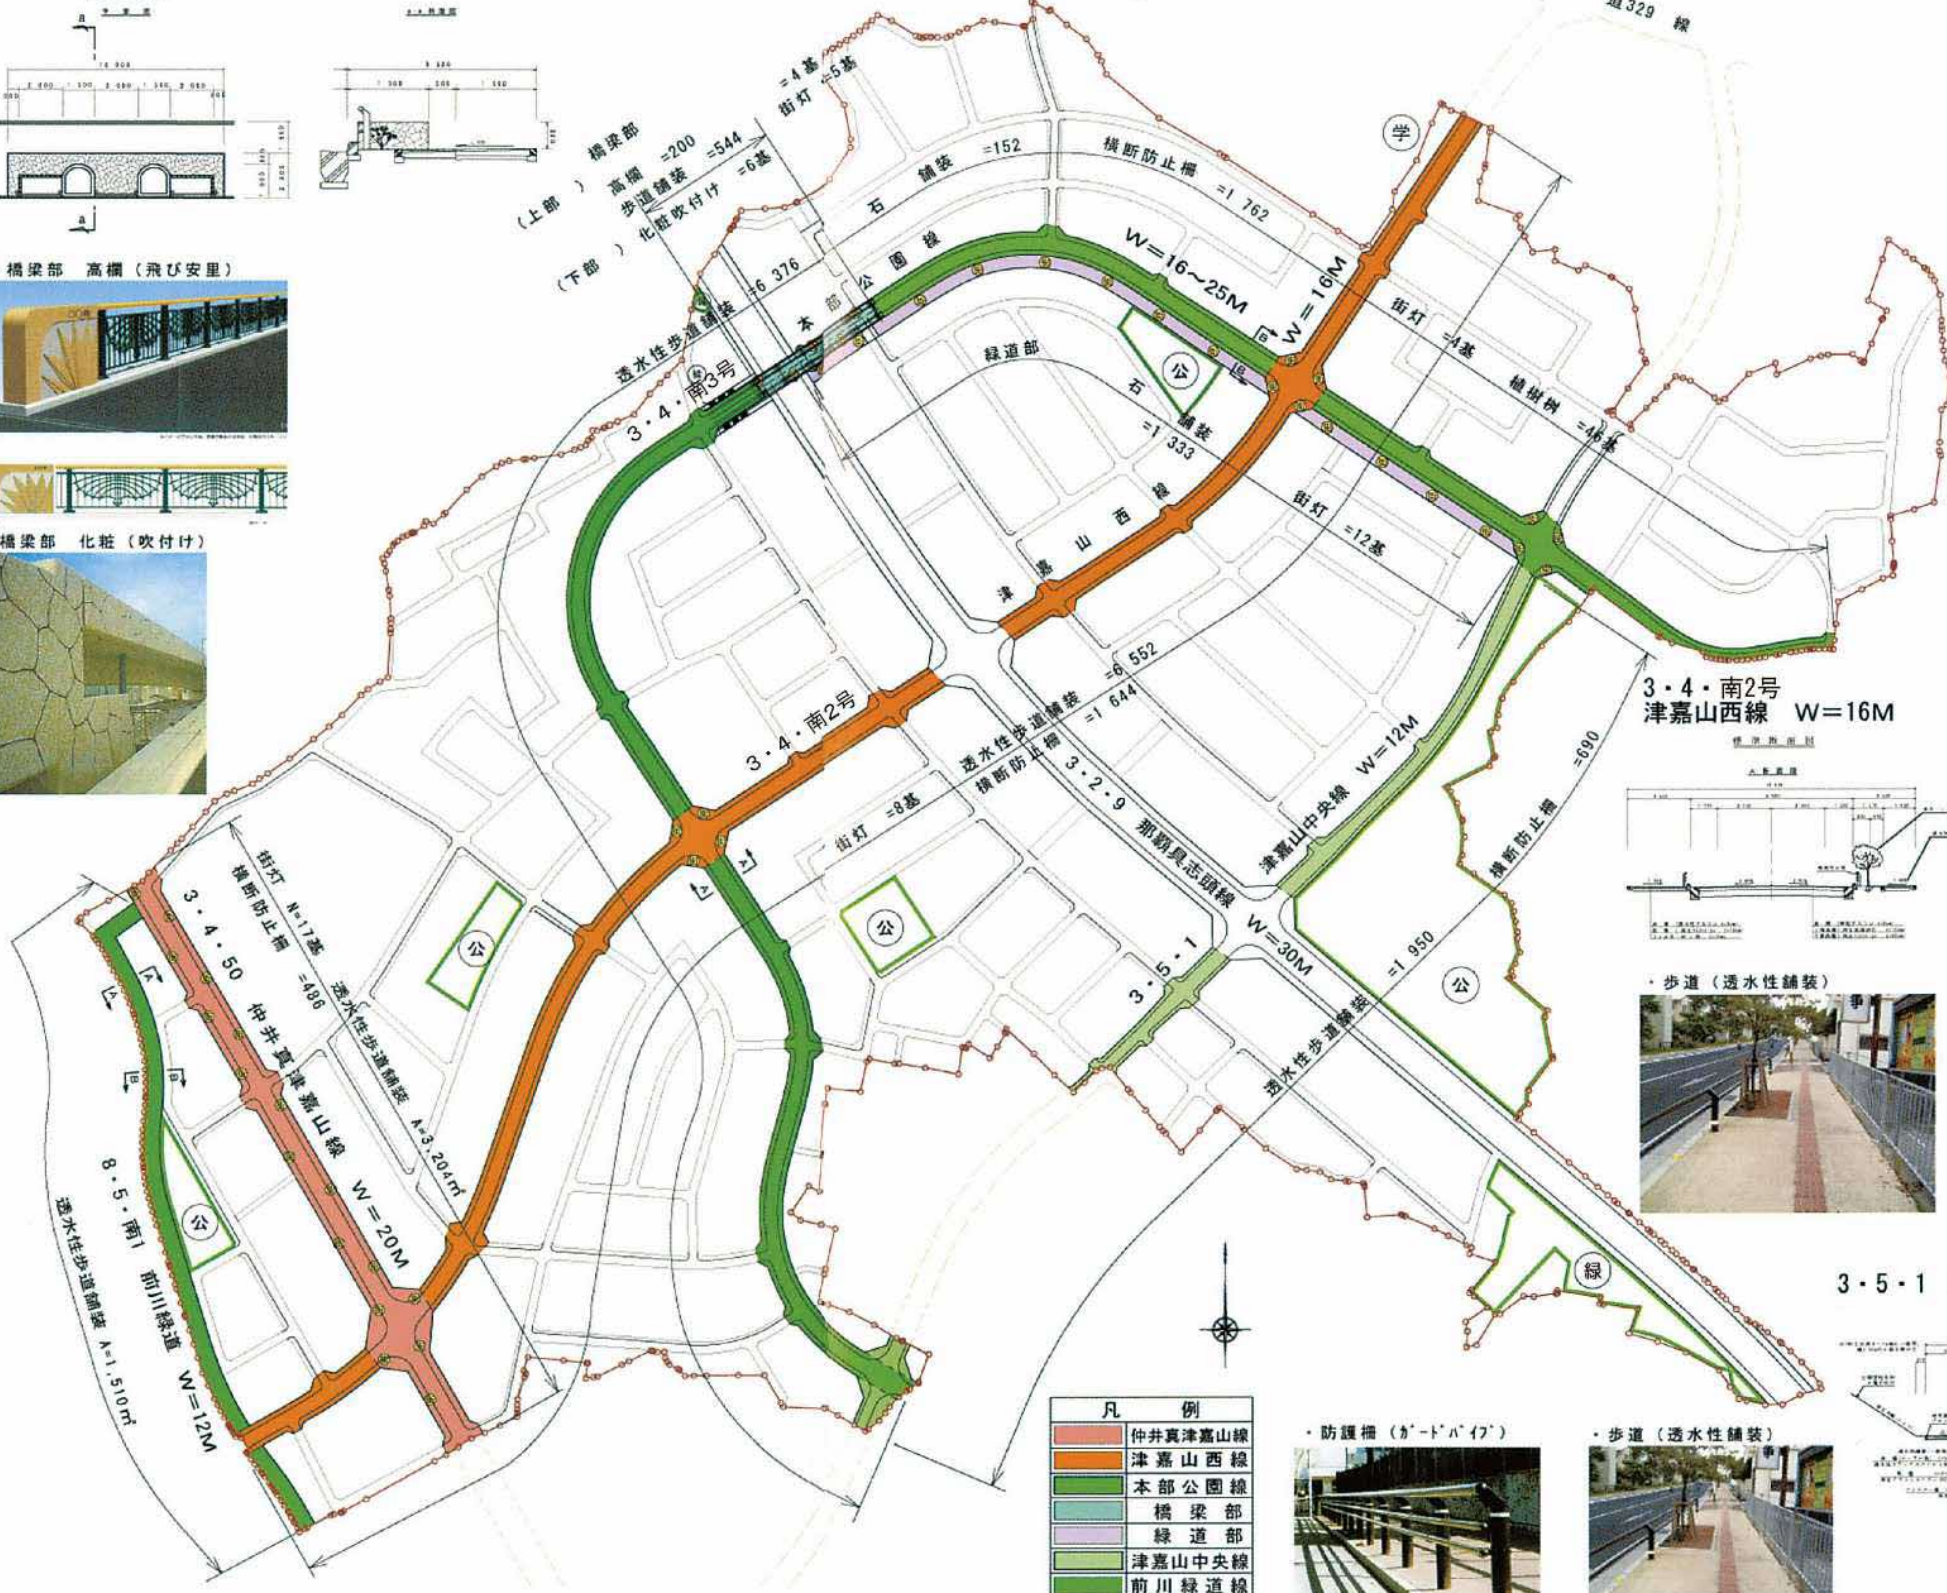 道329 線
橋梁部 高欄（飛び安里）
橋梁部 化粧（吹付け）
=4基
街灯 =5基
橋梁部
（上部 ） 高欄 =200
歩道舗装 =544
（下部 ） 化粧吹付け =6基
石 舗装 =152
横断防止柵 =1 762
学
透水性歩道舗装 =6 376
本部公園線
W=16～25M
W=16M
B
B
街灯 =4基
植樹桝 =46基
3・4・南3号
緑道部
石 舗装 =1 333
公
街灯 =12基
津嘉山西線
3・4・南2号
津嘉山西線 W=16M
標準断面図
A断面図
3・4・南2号
透水性歩道舗装 =6 552
横断防止柵 =1 644
街灯 =8基
3・2・9 那覇具志頭線 W=30M
津嘉山中央線 W=12M
横断防止柵 =690
透水性歩道舗装 =1 950
A
A
公
公
公
3・5・1
街灯 N=17基
横断防止柵 =486
透水性歩道舗装 A=3,204㎡
3・4・50 仲井真津嘉山線 W=20M
A
A
B
B
公
8・5・南1 前川緑道 W=12M
透水性歩道舗装 A=1,510㎡
緑
・歩道（透水性舗装）
3・5・1
凡 例
仲井真津嘉山線
津嘉山西線
本部公園線
橋梁部
緑道部
津嘉山中央線
前川緑道線
・防護柵（ｶﾞｰﾄﾞﾊﾟｲﾌﾟ）
・歩道（透水性舗装）